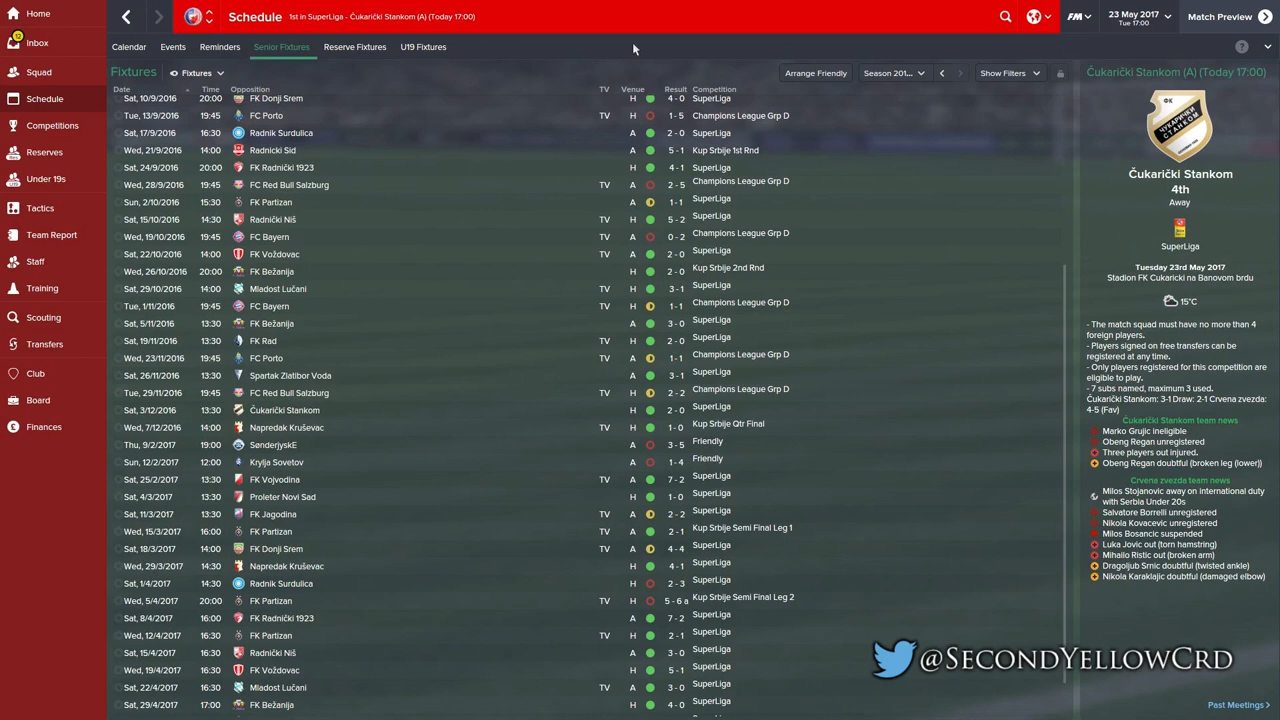 Home
12
Inbox
Squad
Schedule
Competitions
Reserves
Under 19s
Tactics
Team Report
Staff
Training
Scouting
Transfers
Club
Board
Finances
Schedule 1st in SuperLiga - Čukarički Stankom (A) (Today 17:00)
FM 23 May 2017 Tue 17:00 Match Preview
Calendar Events Reminders Senior Fixtures Reserve Fixtures U19 Fixtures ?
Fixtures Fixtures Arrange Friendly Season 201... Show Filters
Date Time Opposition TV Venue Result Competition
Sat, 10/9/2016 20:00 FK Donji Srem H 4 - 0 SuperLiga
Tue, 13/9/2016 19:45 FC Porto TV H 1 - 5 Champions League Grp D
Sat, 17/9/2016 16:30 Radnik Surdulica A 2 - 0 SuperLiga
Wed, 21/9/2016 14:00 Radnicki Sid A 5 - 1 Kup Srbije 1st Rnd
Sat, 24/9/2016 20:00 FK Radnički 1923 H 4 - 1 SuperLiga
Wed, 28/9/2016 19:45 FC Red Bull Salzburg TV A 2 - 5 Champions League Grp D
Sun, 2/10/2016 15:30 FK Partizan A 1 - 1 SuperLiga
Sat, 15/10/2016 14:30 Radnički Niš TV H 5 - 2 SuperLiga
Wed, 19/10/2016 19:45 FC Bayern TV A 0 - 2 Champions League Grp D
Sat, 22/10/2016 14:00 FK Voždovac TV A 2 - 0 SuperLiga
Wed, 26/10/2016 20:00 FK Bežanija H 2 - 0 Kup Srbije 2nd Rnd
Sat, 29/10/2016 14:00 Mladost Lučani TV H 3 - 1 SuperLiga
Tue, 1/11/2016 19:45 FC Bayern TV H 1 - 1 Champions League Grp D
Sat, 5/11/2016 13:30 FK Bežanija A 3 - 0 SuperLiga
Sat, 19/11/2016 13:30 FK Rad TV H 2 - 0 SuperLiga
Wed, 23/11/2016 19:45 FC Porto TV A 1 - 1 Champions League Grp D
Sat, 26/11/2016 13:30 Spartak Zlatibor Voda A 3 - 1 SuperLiga
Tue, 29/11/2016 19:45 FC Red Bull Salzburg TV H 2 - 2 Champions League Grp D
Sat, 3/12/2016 13:30 Čukarički Stankom H 2 - 0 SuperLiga
Wed, 7/12/2016 14:00 Napredak Kruševac TV H 1 - 0 Kup Srbije Qtr Final
Thu, 9/2/2017 19:00 SønderjyskE A 3 - 5 Friendly
Sun, 12/2/2017 12:00 Krylja Sovetov A 1 - 4 Friendly
Sat, 25/2/2017 13:30 FK Vojvodina TV A 7 - 2 SuperLiga
Sat, 4/3/2017 13:30 Proleter Novi Sad H 1 - 0 SuperLiga
Sat, 11/3/2017 13:30 FK Jagodina TV A 2 - 2 SuperLiga
Wed, 15/3/2017 16:00 FK Partizan TV A 2 - 1 Kup Srbije Semi Final Leg 1
Sat, 18/3/2017 14:00 FK Donji Srem TV A 4 - 4 SuperLiga
Wed, 29/3/2017 14:30 Napredak Kruševac H 4 - 1 SuperLiga
Sat, 1/4/2017 14:30 Radnik Surdulica H 2 - 3 SuperLiga
Wed, 5/4/2017 20:00 FK Partizan TV H 5 - 6 a Kup Srbije Semi Final Leg 2
Sat, 8/4/2017 16:00 FK Radnički 1923 A 7 - 2 SuperLiga
Wed, 12/4/2017 16:30 FK Partizan TV H 2 - 1 SuperLiga
Sat, 15/4/2017 16:30 Radnički Niš A 3 - 0 SuperLiga
Wed, 19/4/2017 16:30 FK Voždovac H 5 - 1 SuperLiga
Sat, 22/4/2017 16:30 Mladost Lučani TV A 3 - 0 SuperLiga
Sat, 29/4/2017 17:00 FK Bežanija H 4 - 0 SuperLiga
Čukarički Stankom (A) (Today 17:00)
ФК
ЧУКАРИЧКИ
СТАНКОМ
Čukarički Stankom
4th
Away
SuperLiga
Tuesday 23rd May 2017
Stadion FK Cukaricki na Banovom brdu
15°C
- The match squad must have no more than 4
foreign players.
- Players signed on free transfers can be
registered at any time.
- Only players registered for this competition are
eligible to play.
- 7 subs named, maximum 3 used.
Čukarički Stankom: 3-1 Draw: 2-1 Crvena zvezda:
4-5 (Fav)
Čukarički Stankom team news
Marko Grujic ineligible
Obeng Regan unregistered
Three players out injured.
Obeng Regan doubtful (broken leg (lower))
Crvena zvezda team news
Milos Stojanovic away on international duty
with Serbia Under 20s
Salvatore Borrelli unregistered
Nikola Kovacevic unregistered
Milos Bosancic suspended
Luka Jovic out (torn hamstring)
Mihailo Ristic out (broken arm)
Dragoljub Srnic doubtful (twisted ankle)
Nikola Karaklajic doubtful (damaged elbow)
@SecondYellowCrd
Past Meetings >